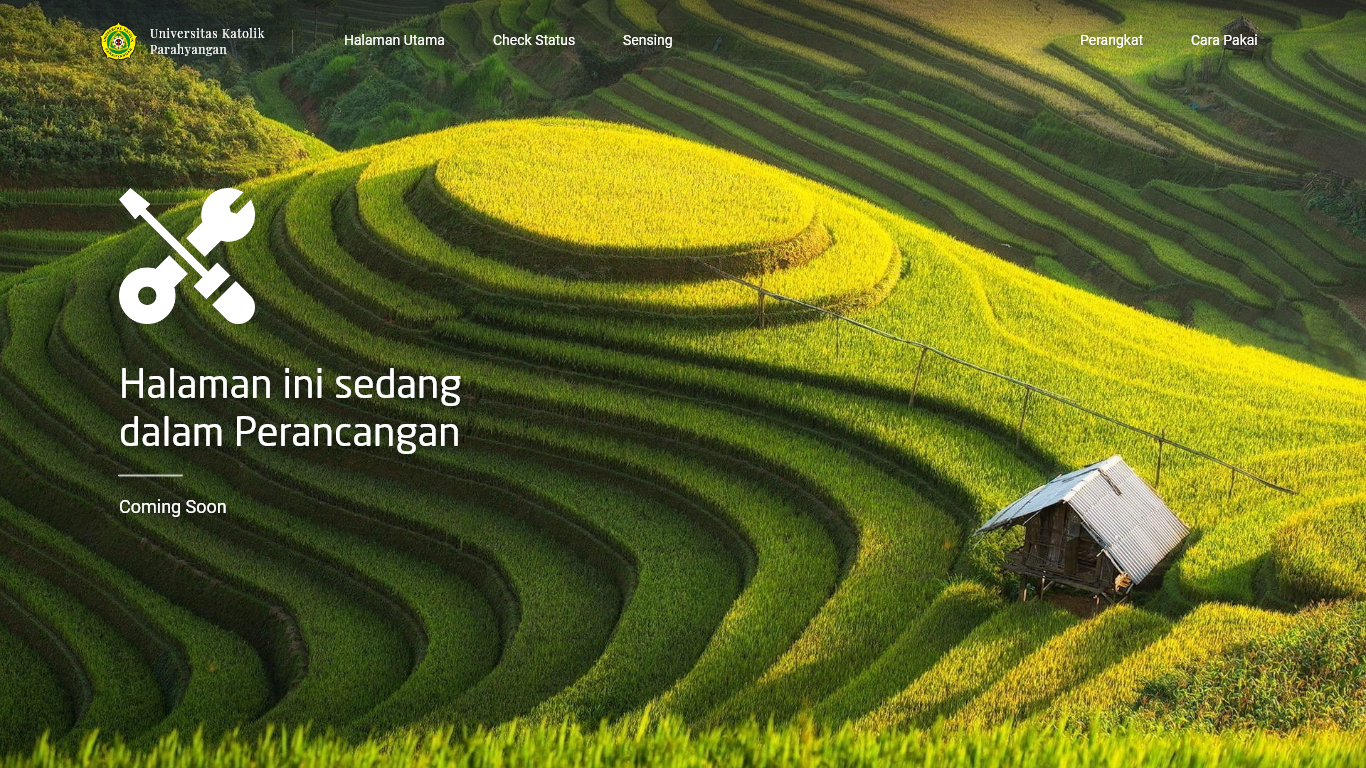 Universitas Katolik
Parahyangan
Halaman Utama
Check Status
Sensing
Perangkat
Cara Pakai
Halaman ini sedang
dalam Perancangan
Coming Soon